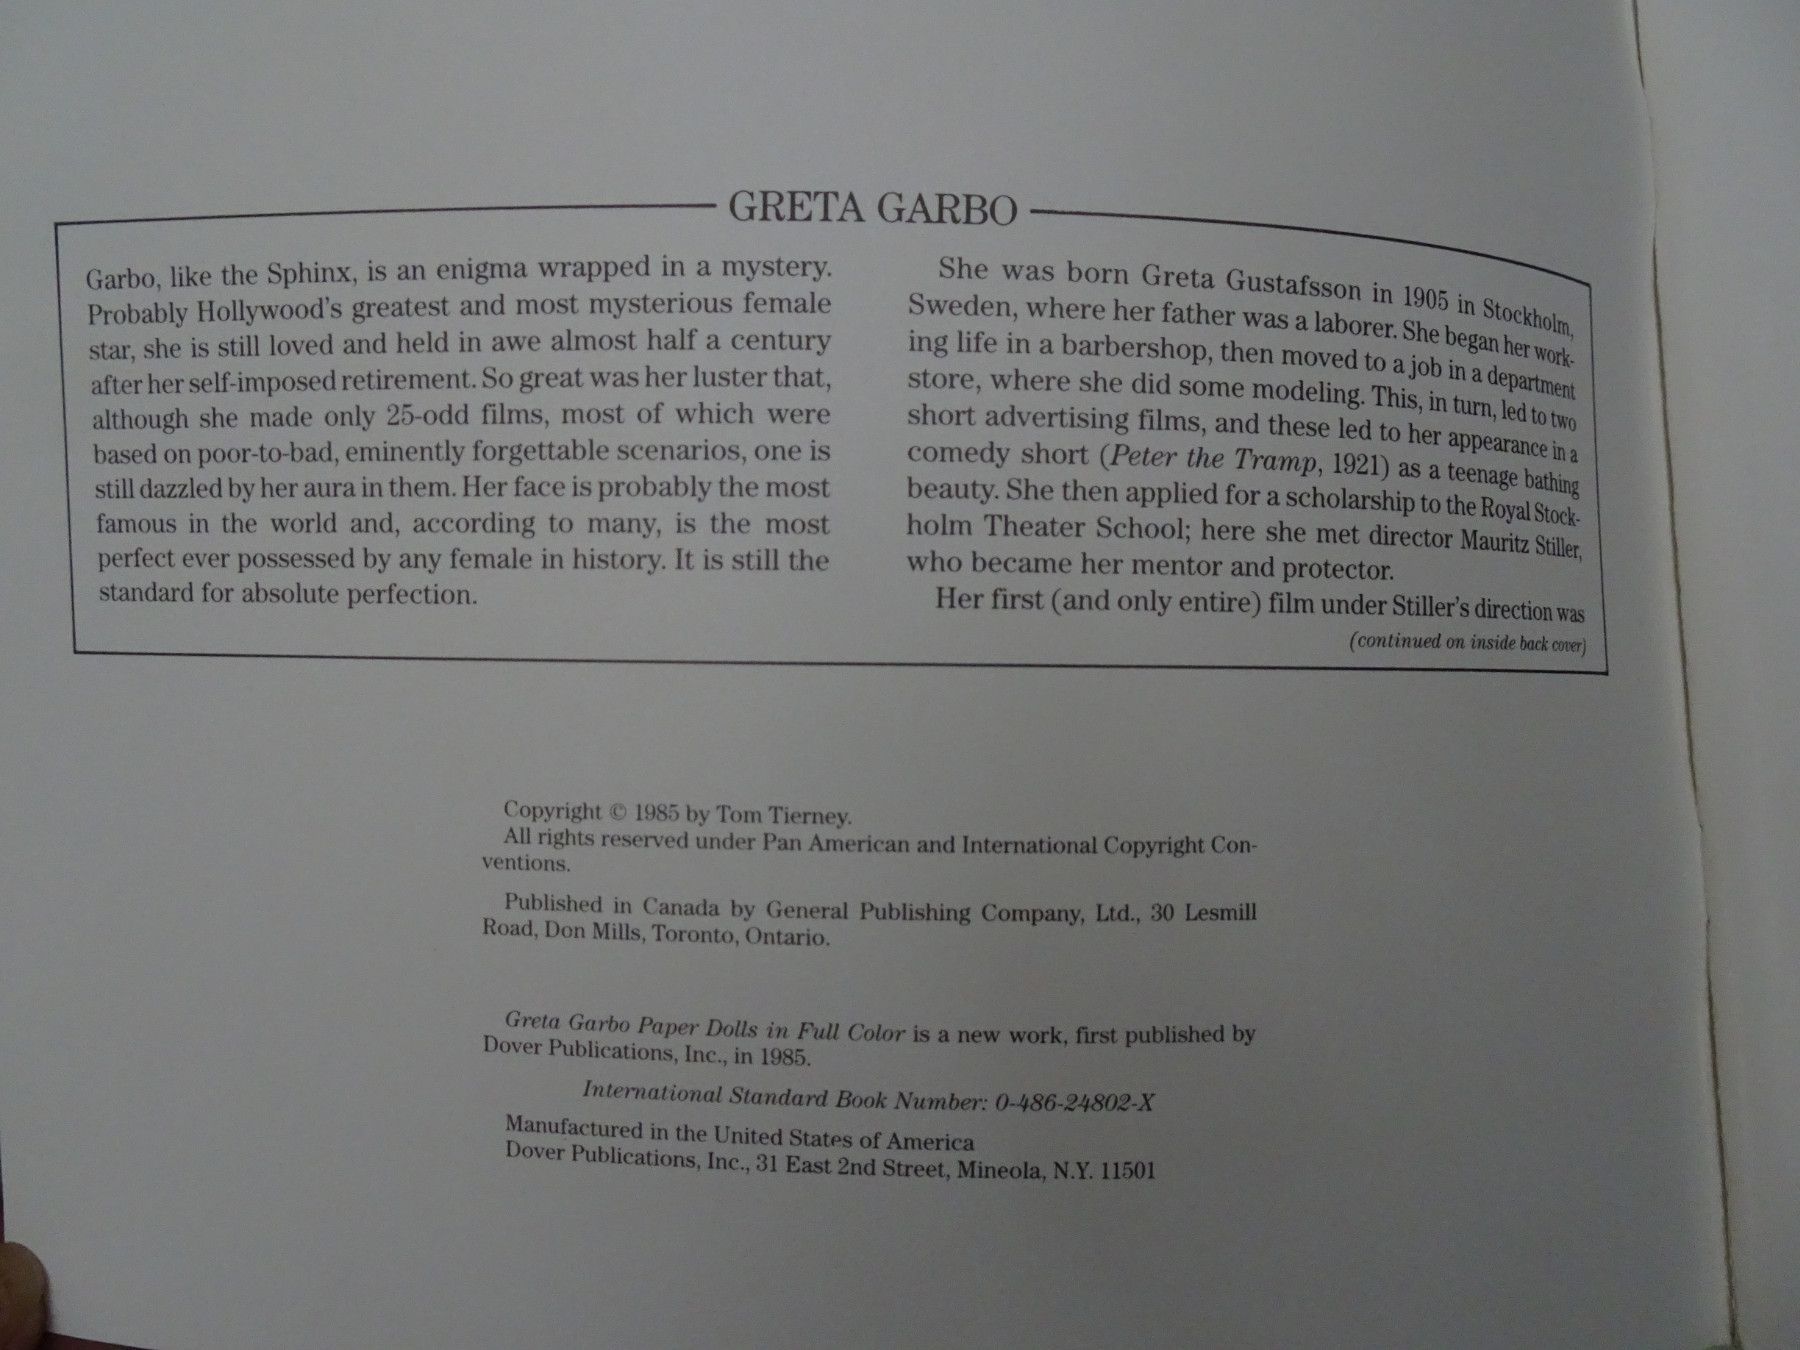 GRETA GARBO
Garbo, like the Sphinx, is an enigma wrapped in a mystery.
Probably Hollywood's greatest and most mysterious female
star, she is still loved and held in awe almost half a century
after her self-imposed retirement. So great was her luster that,
although she made only 25-odd films, most of which were
based on poor-to-bad, eminently forgettable scenarios, one is
still dazzled by her aura in them. Her face is probably the most
famous in the world and, according to many, is the most
perfect ever possessed by any female in history. It is still the
standard for absolute perfection.
She was born Greta Gustafsson in 1905 in Stockholm,
Sweden, where her father was a laborer. She began her work-
ing life in a barbershop, then moved to a job in a department
store, where she did some modeling. This, in turn, led to two
short advertising films, and these led to her appearance in a
comedy short (Peter the Tramp, 1921) as a teenage bathing
beauty. She then applied for a scholarship to the Royal Stock-
holm Theater School; here she met director Mauritz Stiller,
who became her mentor and protector.
Her first (and only entire) film under Stiller's direction was
(continued on inside back cover)
Copyright © 1985 by Tom Tierney.
All rights reserved under Pan American and International Copyright Con-
ventions.
Published in Canada by General Publishing Company, Ltd., 30 Lesmill
Road, Don Mills, Toronto, Ontario.
Greta Garbo Paper Dolls in Full Color is a new work, first published by
Dover Publications, Inc., in 1985.
International Standard Book Number: 0-486-24802-X
Manufactured in the United States of America
Dover Publications, Inc., 31 East 2nd Street, Mineola, N.Y. 11501